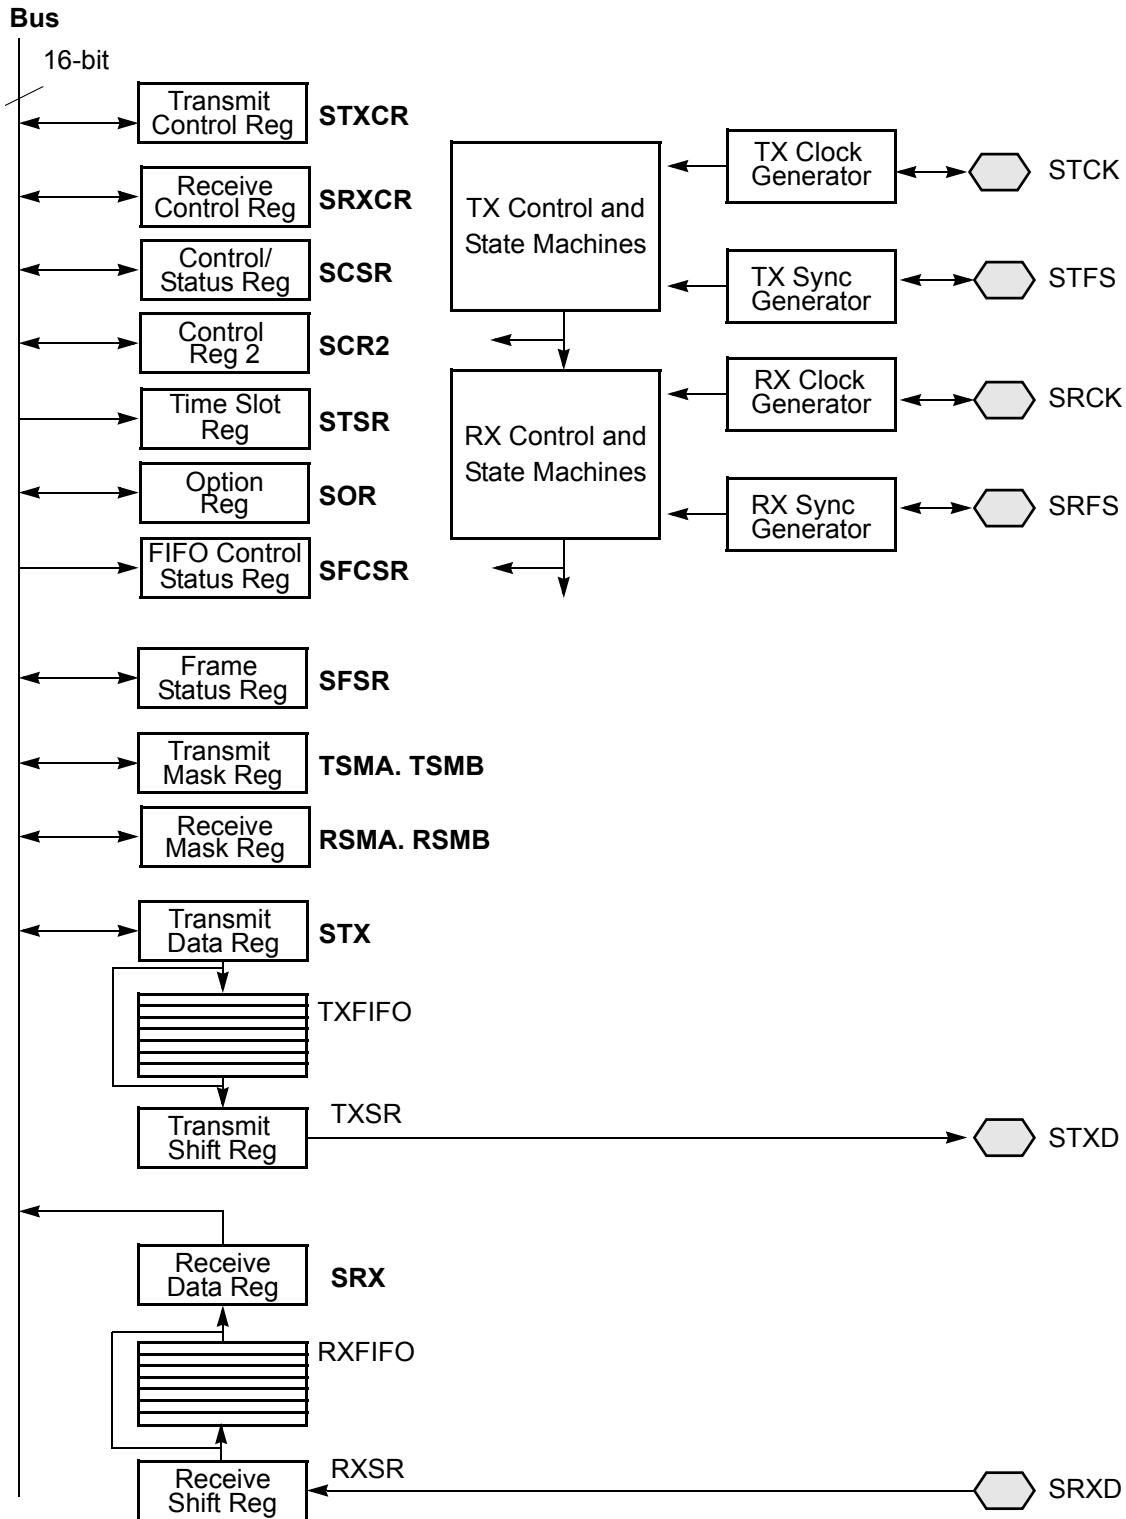 Bus
16-bit
Transmit
Control Reg
STXCR
Receive
Control Reg
SRXCR
Control/
Status Reg
SCSR
Control
Reg 2
SCR2
Time Slot
Reg
STSR
Option
Reg
SOR
FIFO Control
Status Reg
SFCSR
Frame
Status Reg
SFSR
Transmit
Mask Reg
TSMA. TSMB
Receive
Mask Reg
RSMA. RSMB
Transmit
Data Reg
STX
TXFIFO
Transmit
Shift Reg
TXSR
STXD
Receive
Data Reg
SRX
RXFIFO
Receive
Shift Reg
RXSR
SRXD
TX Control and
State Machines
TX Clock
Generator
STCK
TX Sync
Generator
STFS
RX Control and
State Machines
RX Clock
Generator
SRCK
RX Sync
Generator
SRFS